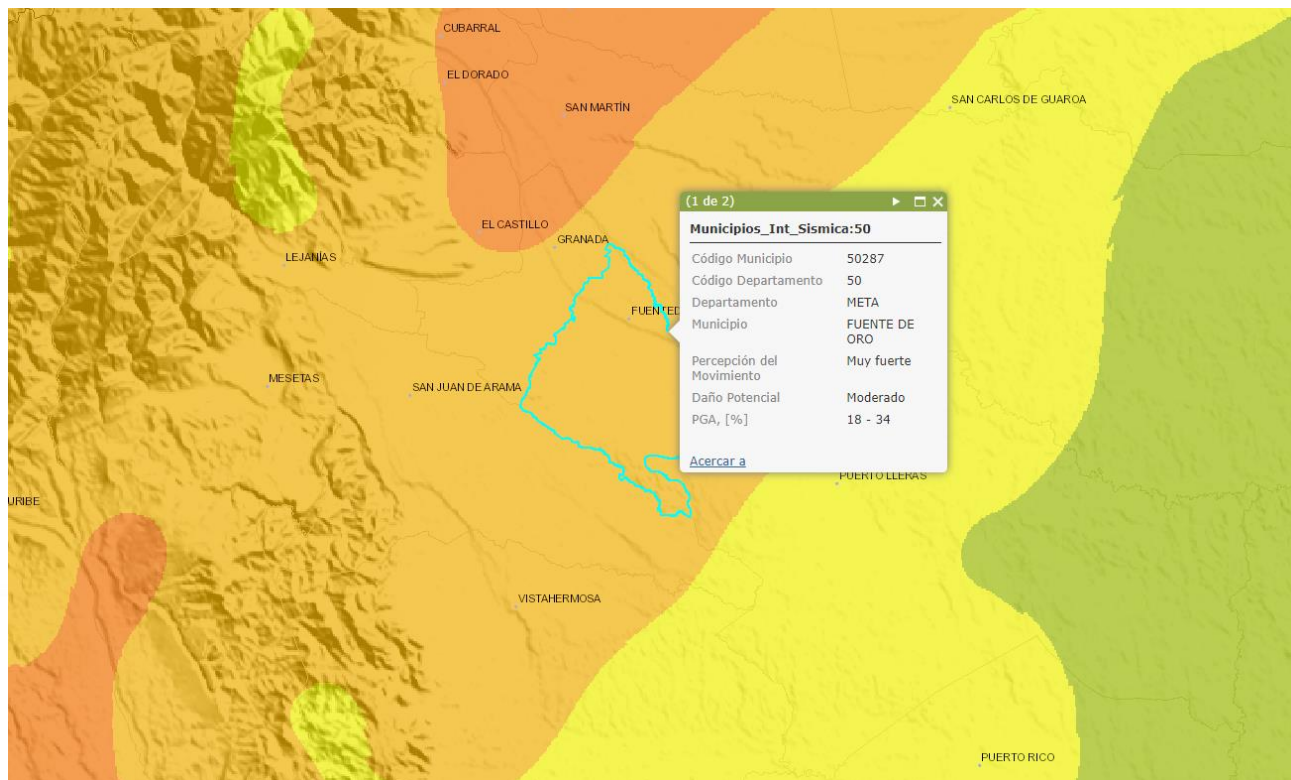 CUBARRAL
EL DORADO
SAN MARTÍN
SAN CARLOS DE GUAROA
EL CASTILLO
GRANADA
LEJANÍAS
FUENTED
MESETAS
SAN JUAN DE ARAMA
(1 de 2)
Municipios_Int_Sismica:50
Código Municipio 50287
Código Departamento 50
Departamento META
Municipio FUENTE DE
ORO
Percepción del Muy fuerte
Movimiento
Daño Potencial Moderado
PGA, [%] 18 - 34
Acercar a
PUERTO LLERAS
URIBE
VISTAHERMOSA
PUERTO RICO